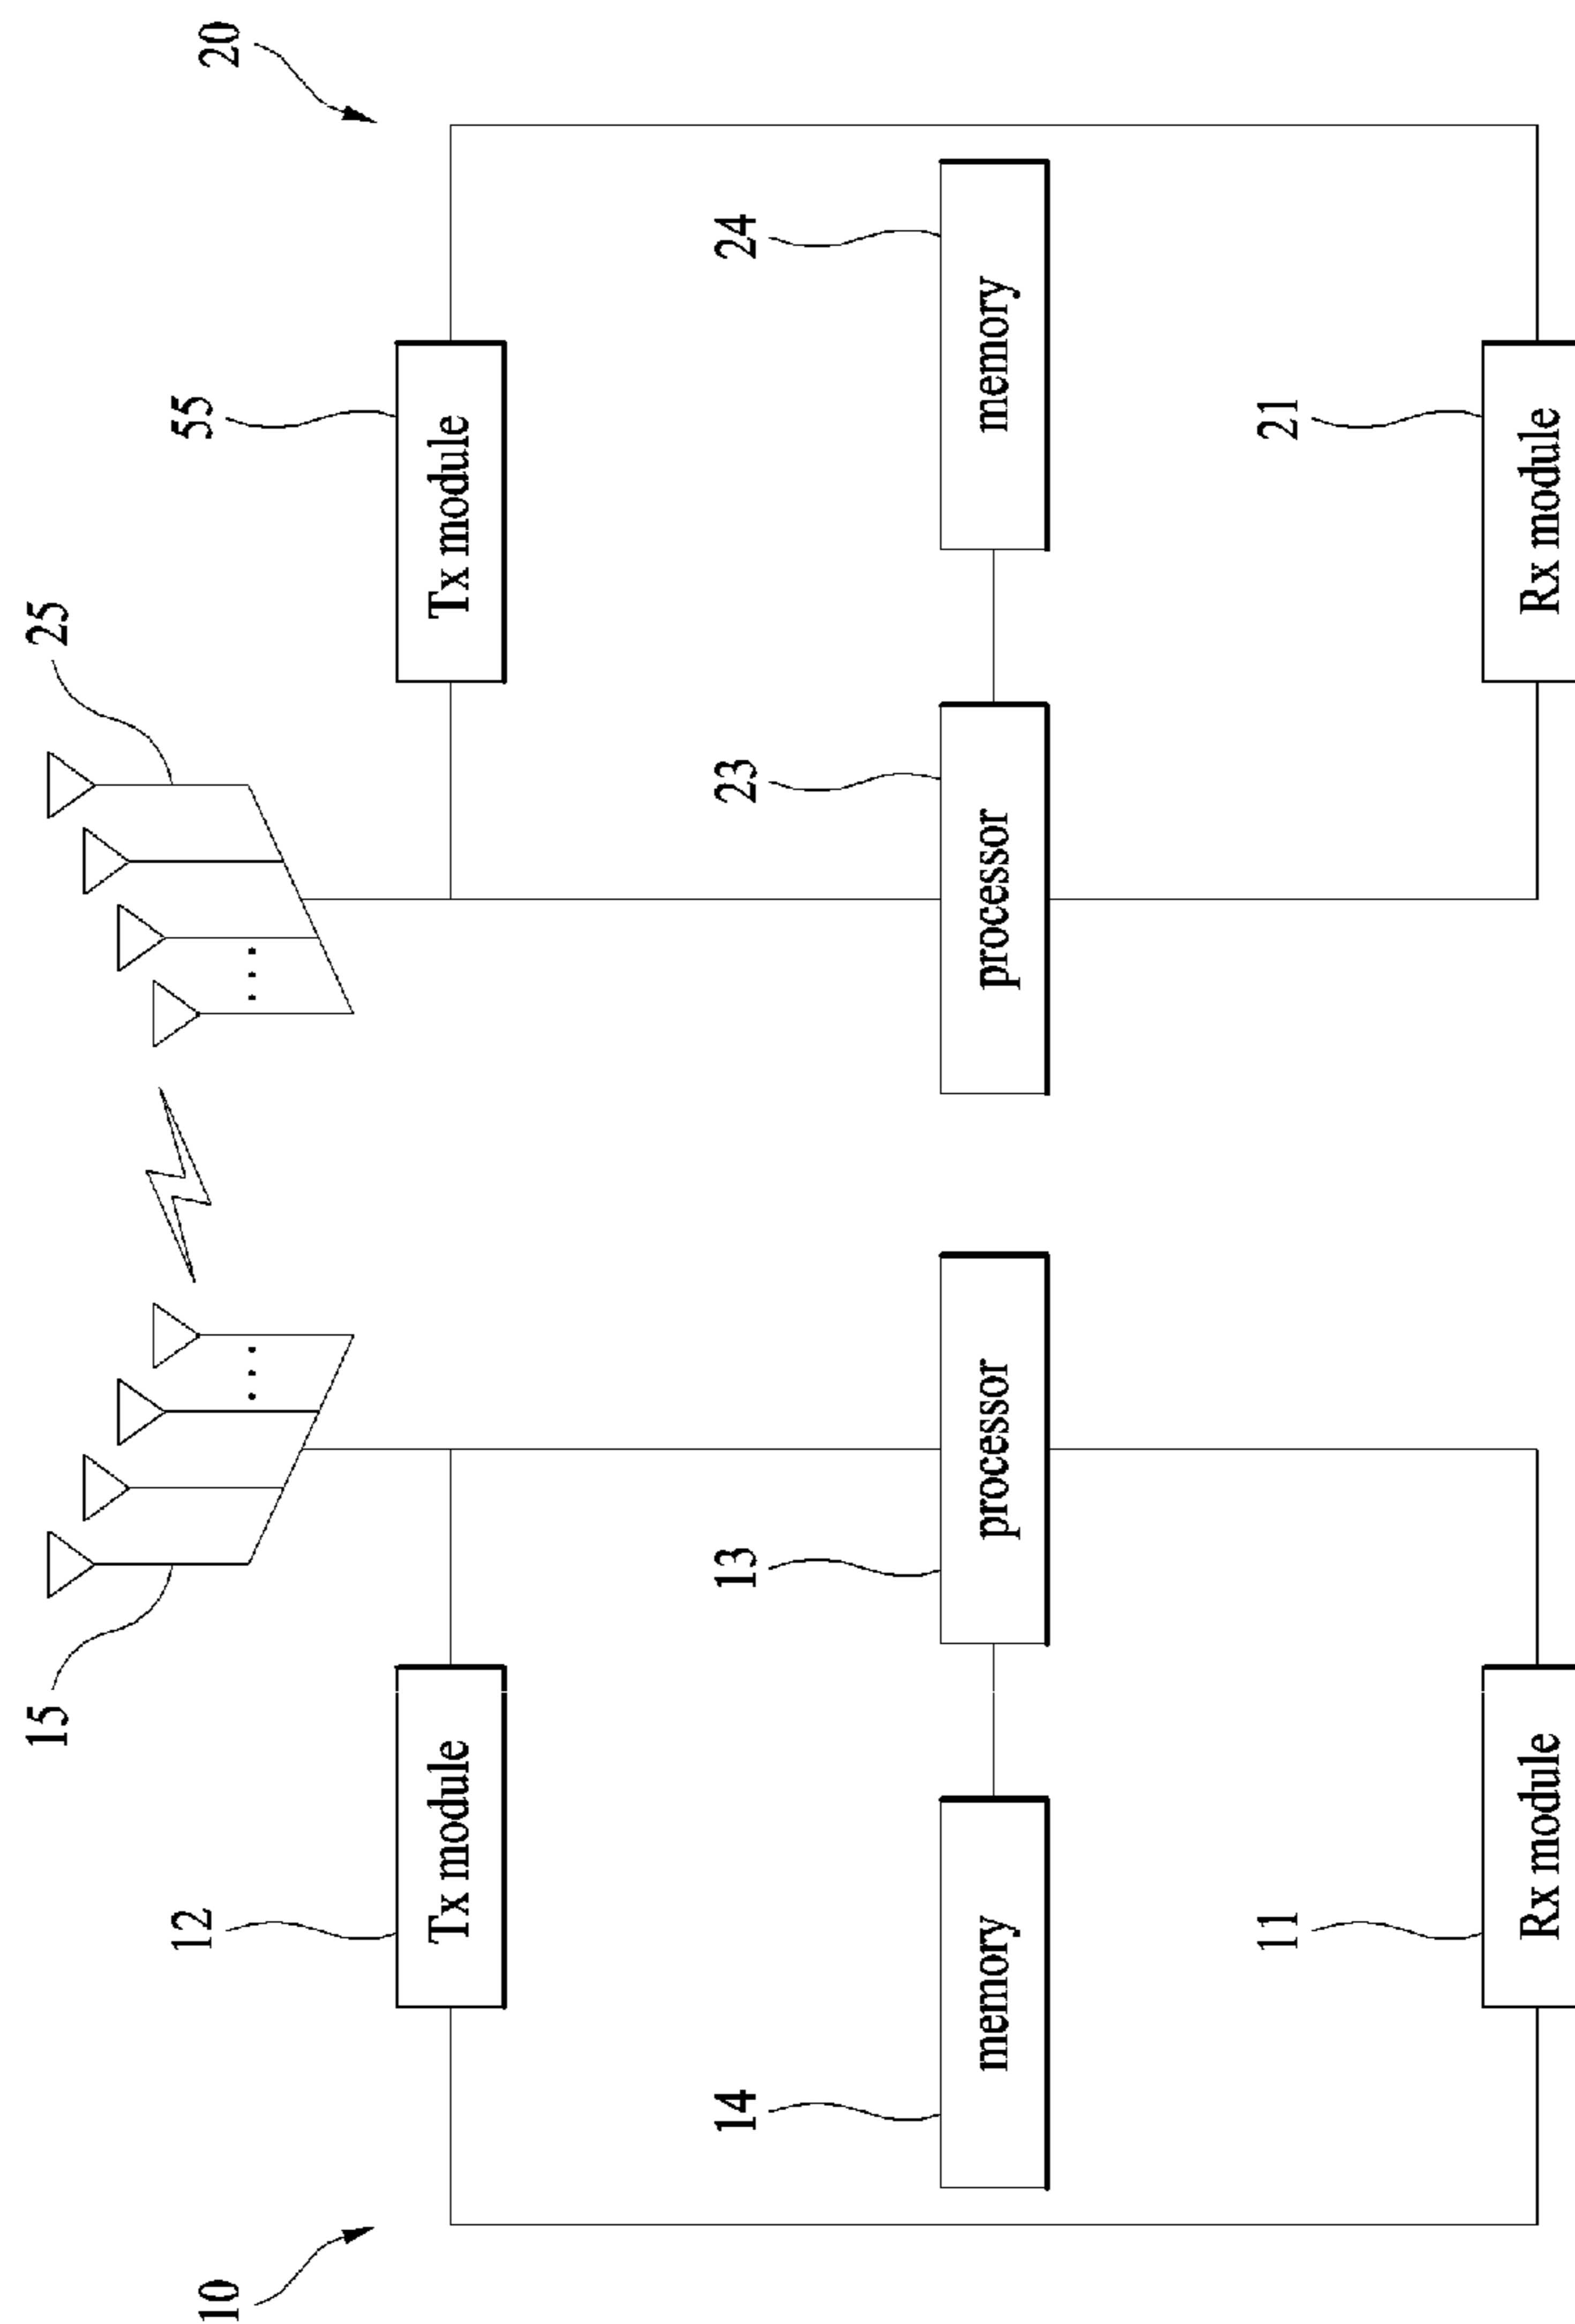 10
20
15
25
12
Tx module
55
Tx module
14
memory
13
processor
23
processor
24
memory
11
Rx module
21
Rx module